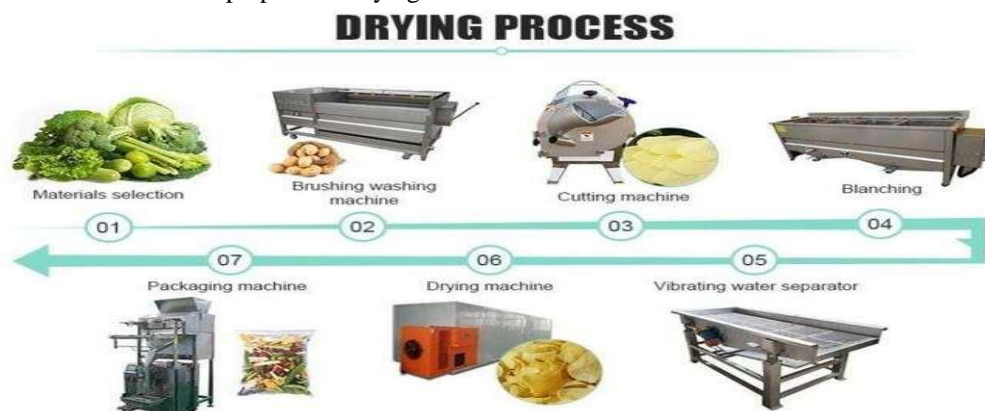 DRYING PROCESS
Materials selection
Brushing washing
machine
Cutting machine
Blanching
01
02
03
04
07
06
05
Packaging machine
Drying machine
Vibrating water separator